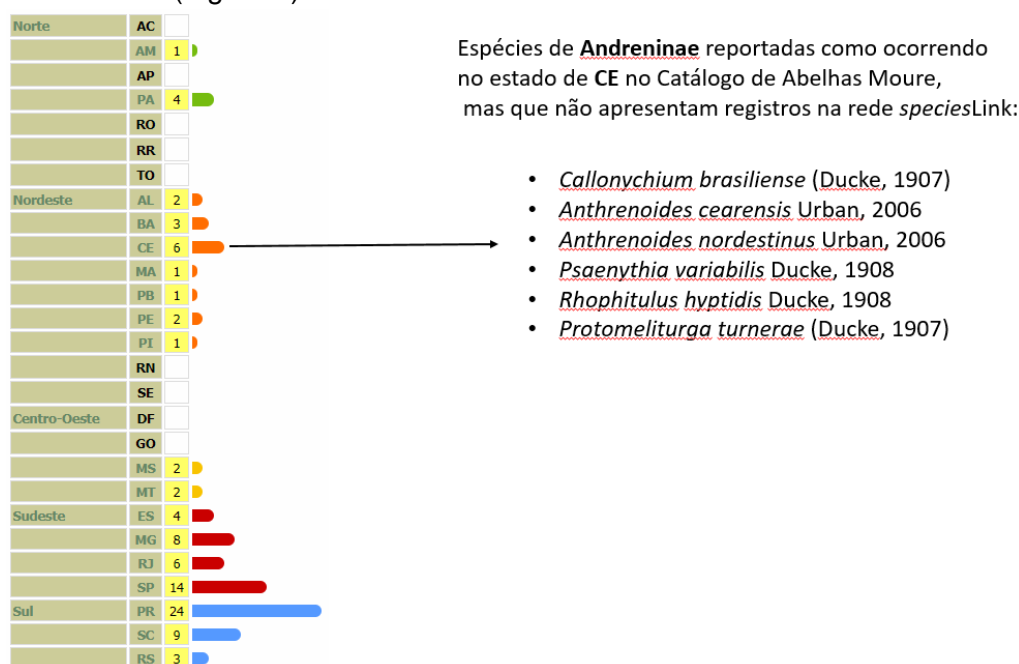 Norte AC
AM 1
AP
PA 4
RO
RR
TO
Nordeste AL 2
BA 3
CE 6
MA 1
PB 1
PE 2
PI 1
RN
SE
Centro-Oeste DF
GO
MS 2
MT 2
Sudeste ES 4
MG 8
RJ 6
SP 14
Sul PR 24
SC 9
RS 3
Espécies de Andreninae reportadas como ocorrendo
no estado de CE no Catálogo de Abelhas Moure,
mas que não apresentam registros na rede speciesLink:
• Callonychium brasiliense (Ducke, 1907)
• Anthrenoides cearensis Urban, 2006
• Anthrenoides nordestinus Urban, 2006
• Psaenythia variabilis Ducke, 1908
• Rhophitulus hyptidis Ducke, 1908
• Protomeliturga turnerae (Ducke, 1907)